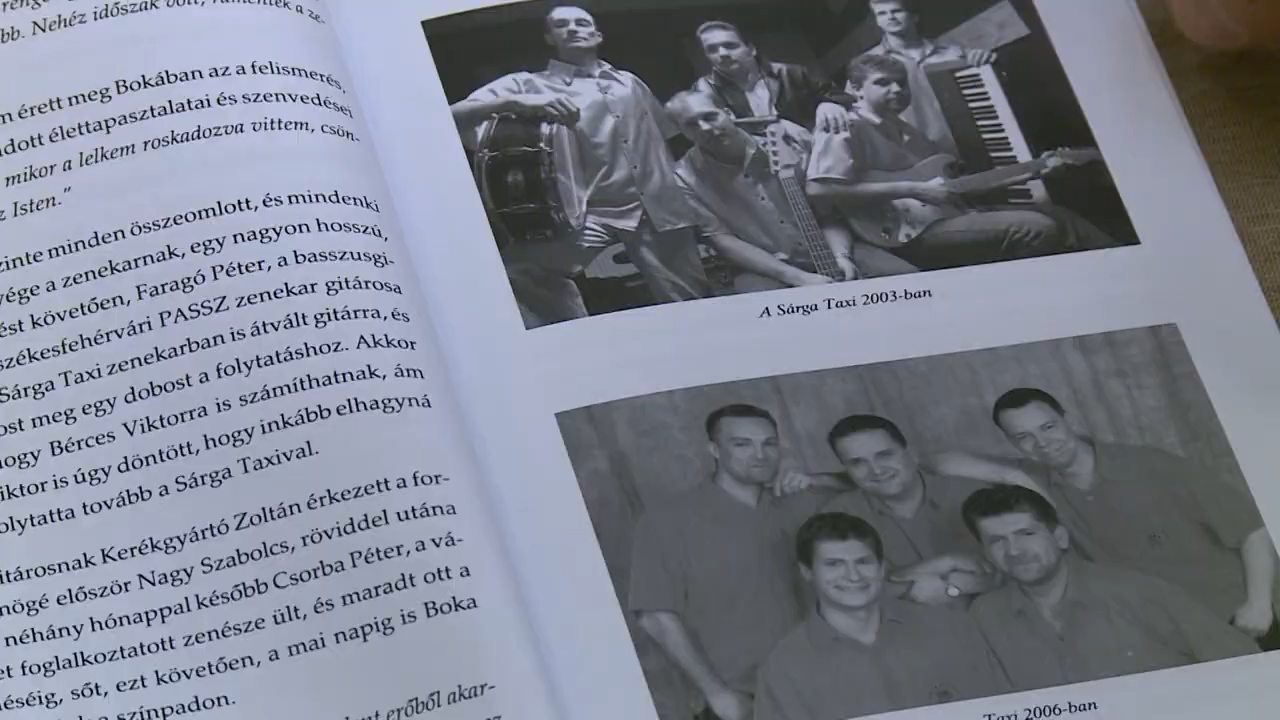 bb. Nehéz időszak volt,
a ze-
m érett meg Bokában az a felismerés,
dott élettapasztalatai és szenvedései
mikor a lelkem roskadozva vittem, csön-
z Isten."
zinte minden összeomlott, és mindenki
vége a zenekarnak, egy nagyon hosszú,
ést követően, Faragó Péter, a basszusgi-
székesfehérvári PASSZ zenekar gitárosa
Sárga Taxi zenekarban is átvált gitárra, és
ost meg egy dobost a folytatáshoz. Akkor
hogy Bérces Viktorra is számíthatnak, ám
iktor is úgy döntött, hogy inkább elhagyná
olytatta tovább a Sárga Taxival.
itárosnak Kerékgyártó Zoltán érkezett a for-
mögé először Nagy Szabolcs, röviddel utána
néhány hónappal később Csorba Péter, a vá-
et foglalkoztatott zenésze ült, és maradt ott a
éséig, sőt, ezt követően, a mai napig is Boka
színpadon.
erőből akar-
A Sárga Taxi 2003-ban
Taxi 2006-ban